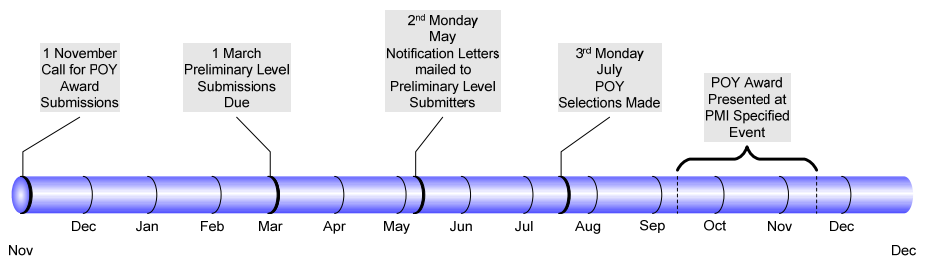 1 November
Call for POY
Award
Submissions
1 March
Preliminary Level
Submissions
Due
2nd Monday
May
Notification Letters
mailed to
Preliminary Level
Submitters
3rd Monday
July
POY
Selections Made
POY Award
Presented at
PMI Specified
Event
Dec Jan Feb Mar Apr May Jun Jul Aug Sep Oct Nov Dec
Nov Dec